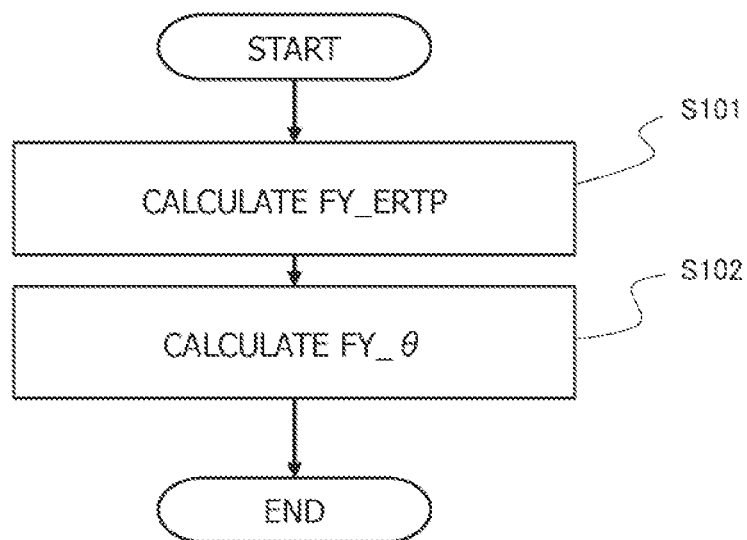 START
S101
CALCULATE FY_ERTP
S102
CALCULATE FY_θ
END